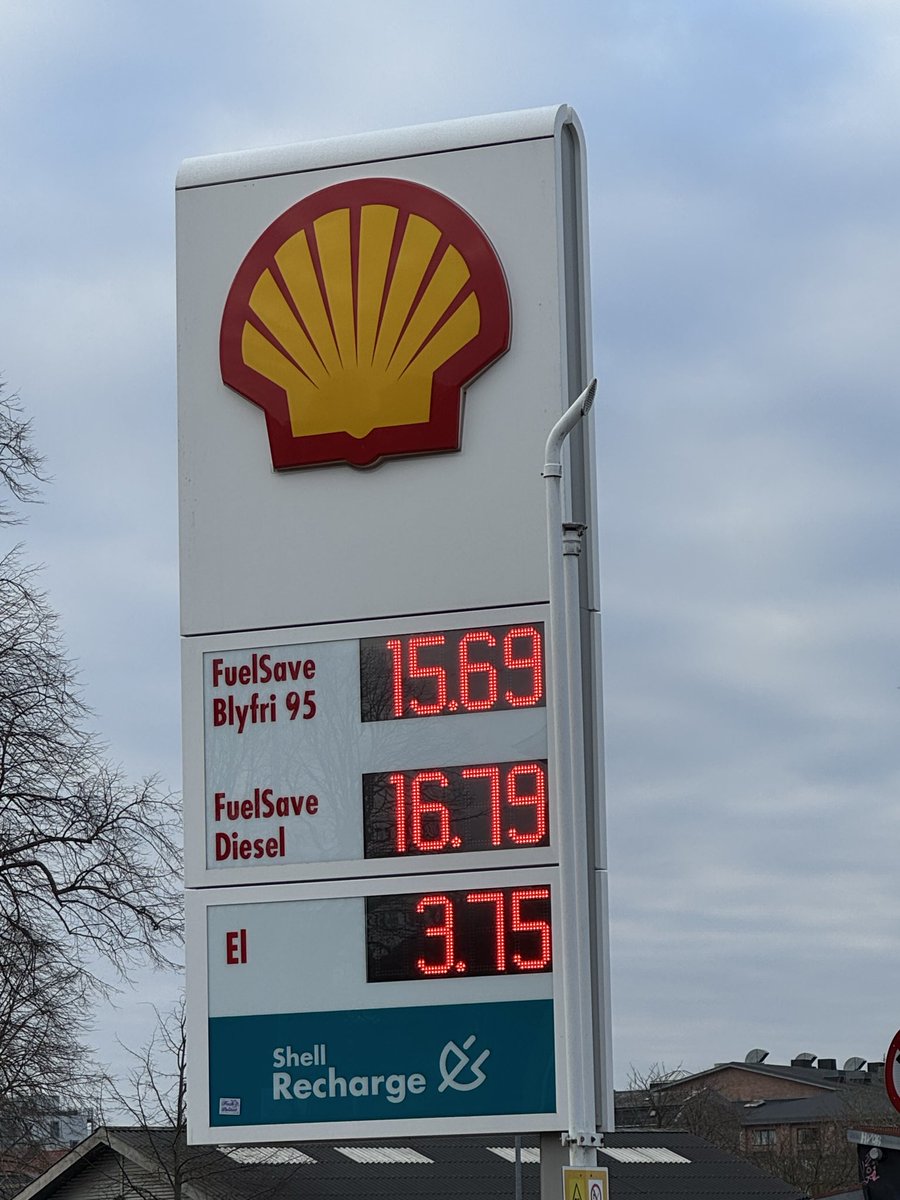 FuelSave
Blyfri 95
15.69
FuelSave
Diesel
16.79
El
3.75
Shell
Recharge